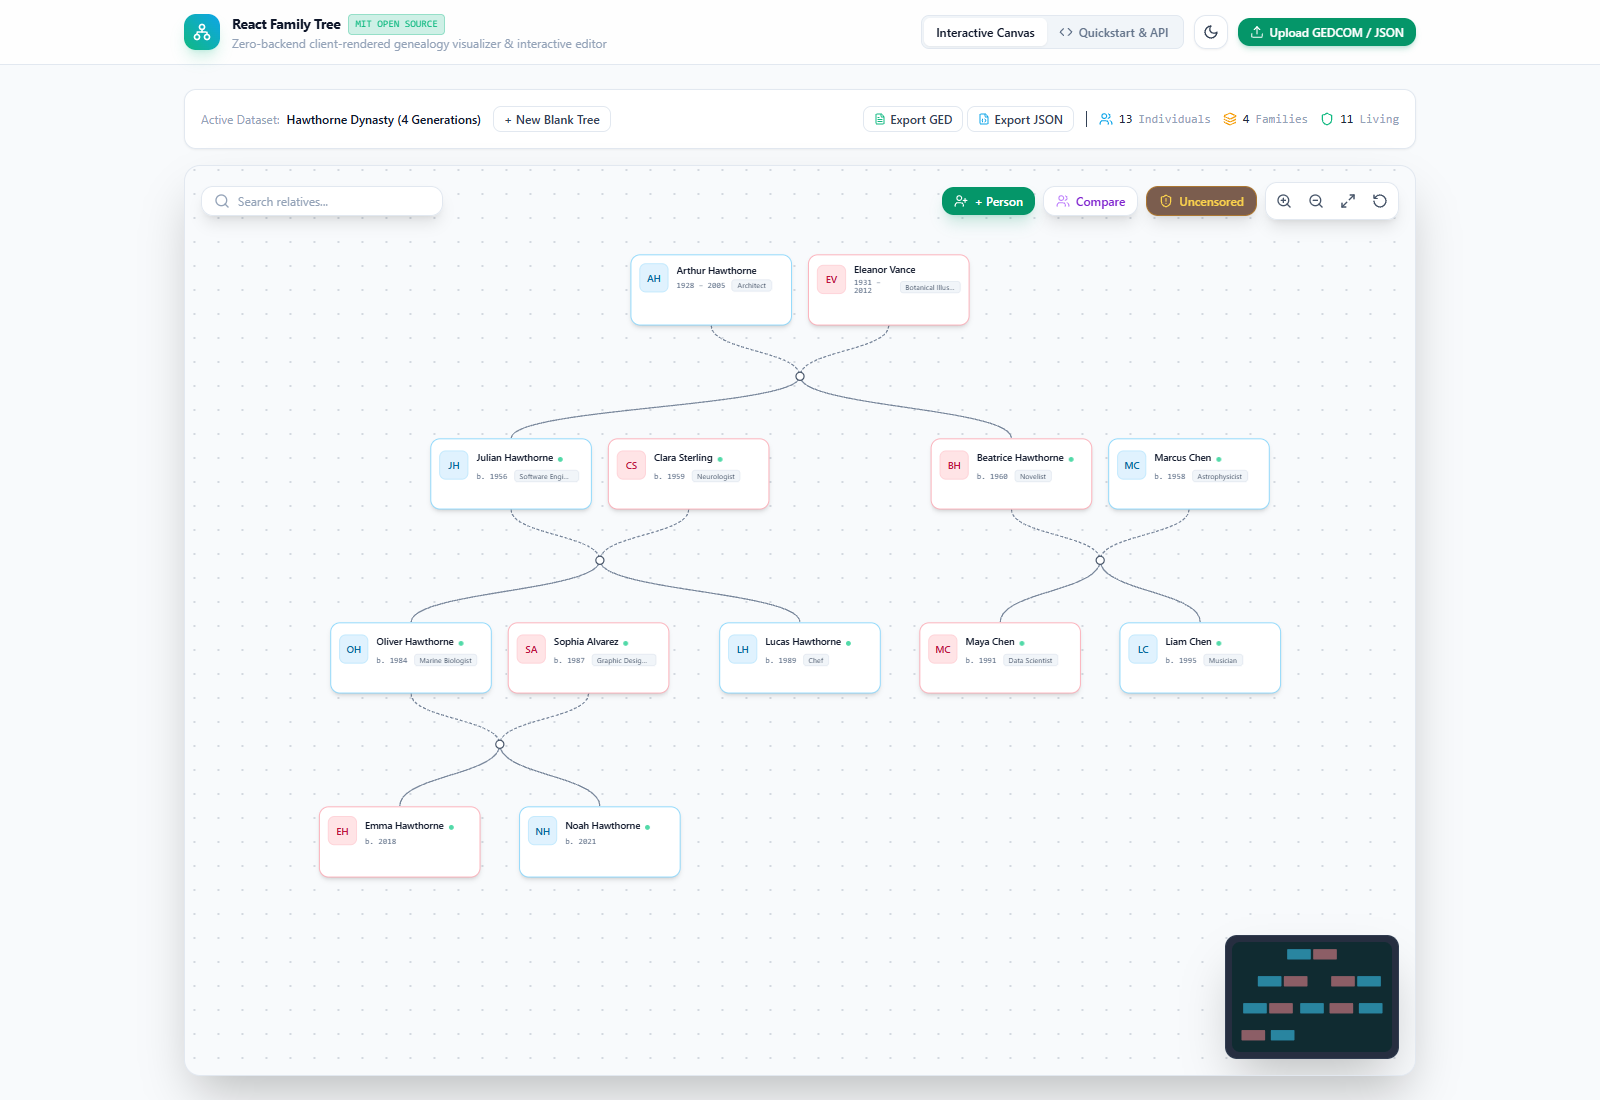 React Family Tree MIT OPEN SOURCE
Zero-backend client-rendered genealogy visualizer & interactive editor
Interactive Canvas
Quickstart & API
Upload GEDCOM / JSON
Active Dataset: Hawthorne Dynasty (4 Generations)
+ New Blank Tree
Export GED
Export JSON
13 Individuals
4 Families
11 Living
Search relatives...
+ Person
Compare
Uncensored
AH
Arthur Hawthorne
1928 - 2005 Architect
EV
Eleanor Vance
1931 -
2012
Botanical Illus...
JH
Julian Hawthorne
b. 1956 Software Engi...
CS
Clara Sterling
b. 1959 Neurologist
BH
Beatrice Hawthorne
b. 1960 Novelist
MC
Marcus Chen
b. 1958 Astrophysicist
OH
Oliver Hawthorne
b. 1984 Marine Biologist
SA
Sophia Alvarez
b. 1987 Graphic Desig...
LH
Lucas Hawthorne
b. 1989 Chef
MC
Maya Chen
b. 1991 Data Scientist
LC
Liam Chen
b. 1995 Musician
EH
Emma Hawthorne
b. 2018
NH
Noah Hawthorne
b. 2021